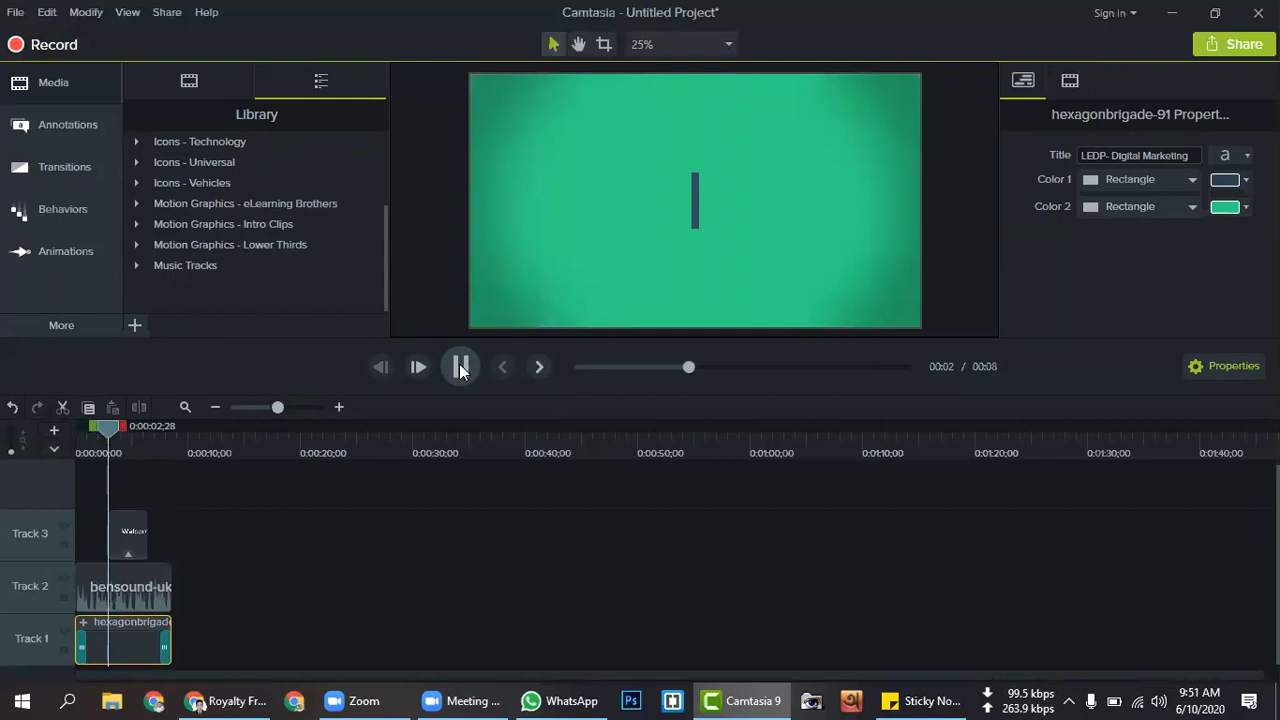 File Edit Modify View Share Help
Camtasia - Untitled Project*
Sign In
Record
25%
Share
Media
Annotations
Transitions
Behaviors
Animations
More
Library
Icons - Technology
Icons - Universal
Icons - Vehicles
Motion Graphics - eLearning Brothers
Motion Graphics - Intro Clips
Motion Graphics - Lower Thirds
Music Tracks
hexagonbrigade-91 Propert...
Title LEDP- Digital Marketing a
Color 1 Rectangle
Color 2 Rectangle
00:02 / 00:08
Properties
0:00:02;28
0:00:00;00 0:00:10;00 0:00:20;00 0:00:30;00 0:00:40;00 0:00:50;00 0:01:00;00 0:01:10;00 0:01:20;00 0:01:30;00 0:01:40;00
Track 3
Welcom
Track 2
bensound-uk
Track 1
hexagonbrigade
Royalty Fr...
Zoom
Meeting ...
WhatsApp
Ps
Camtasia 9
Sticky No...
99.5 kbps
263.9 kbps
9:51 AM
6/10/2020